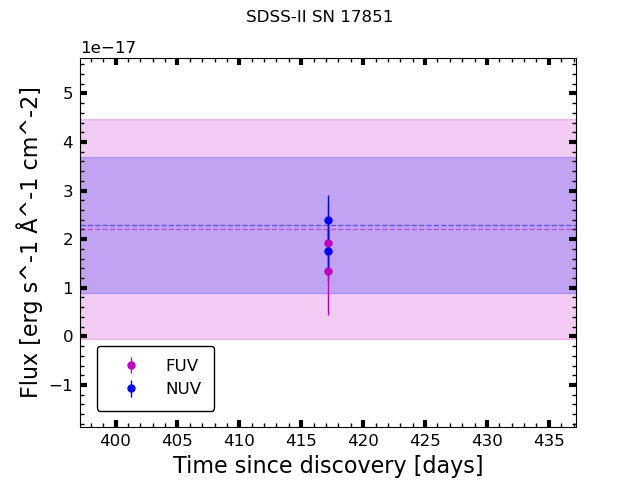 SDSS-II SN 17851
1e−17
Flux [erg s^-1 Å^-1 cm^-2]
5
4
3
2
1
0
−1
FUV
NUV
400 405 410 415 420 425 430 435
Time since discovery [days]